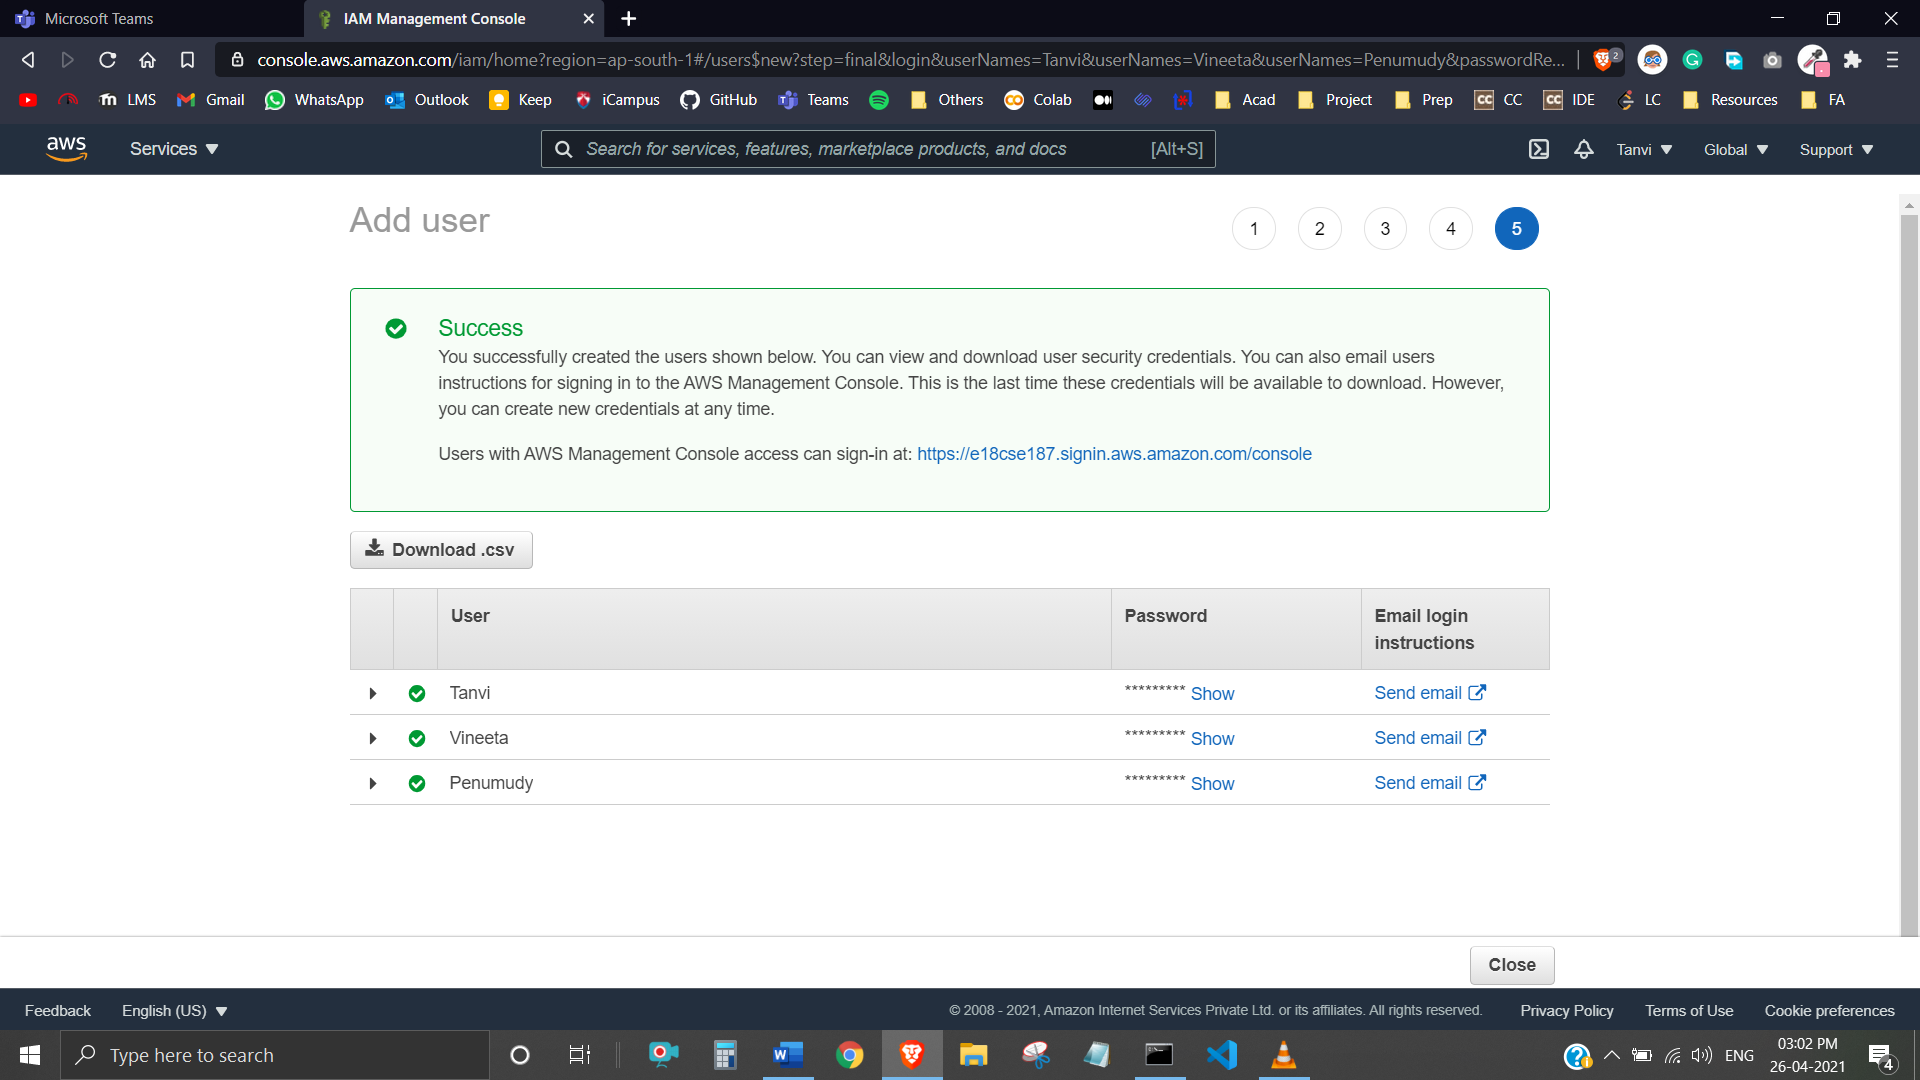 Microsoft Teams
IAM Management Console
console.aws.amazon.com/iam/home?region=ap-south-1#/users$new?step=final&login&userNames=Tanvi&userNames=Vineeta&userNames=Penumudy&passwordRe...
2
LMS Gmail WhatsApp Outlook Keep iCampus GitHub Teams Others Colab Acad Project Prep CC CC CC IDE LC Resources FA
aws
Services
Search for services, features, marketplace products, and docs [Alt+S]
Tanvi Global Support
Add user
1 2 3 4 5
Success
You successfully created the users shown below. You can view and download user security credentials. You can also email users
instructions for signing in to the AWS Management Console. This is the last time these credentials will be available to download. However,
you can create new credentials at any time.
Users with AWS Management Console access can sign-in at: https://e18cse187.signin.aws.amazon.com/console
Download .csv
User Password Email login
instructions
Tanvi ********* Show Send email
Vineeta ********* Show Send email
Penumudy ********* Show Send email
Close
Feedback English (US) © 2008 - 2021, Amazon Internet Services Private Ltd. or its affiliates. All rights reserved. Privacy Policy Terms of Use Cookie preferences
Type here to search
ENG
03:02 PM
26-04-2021
4